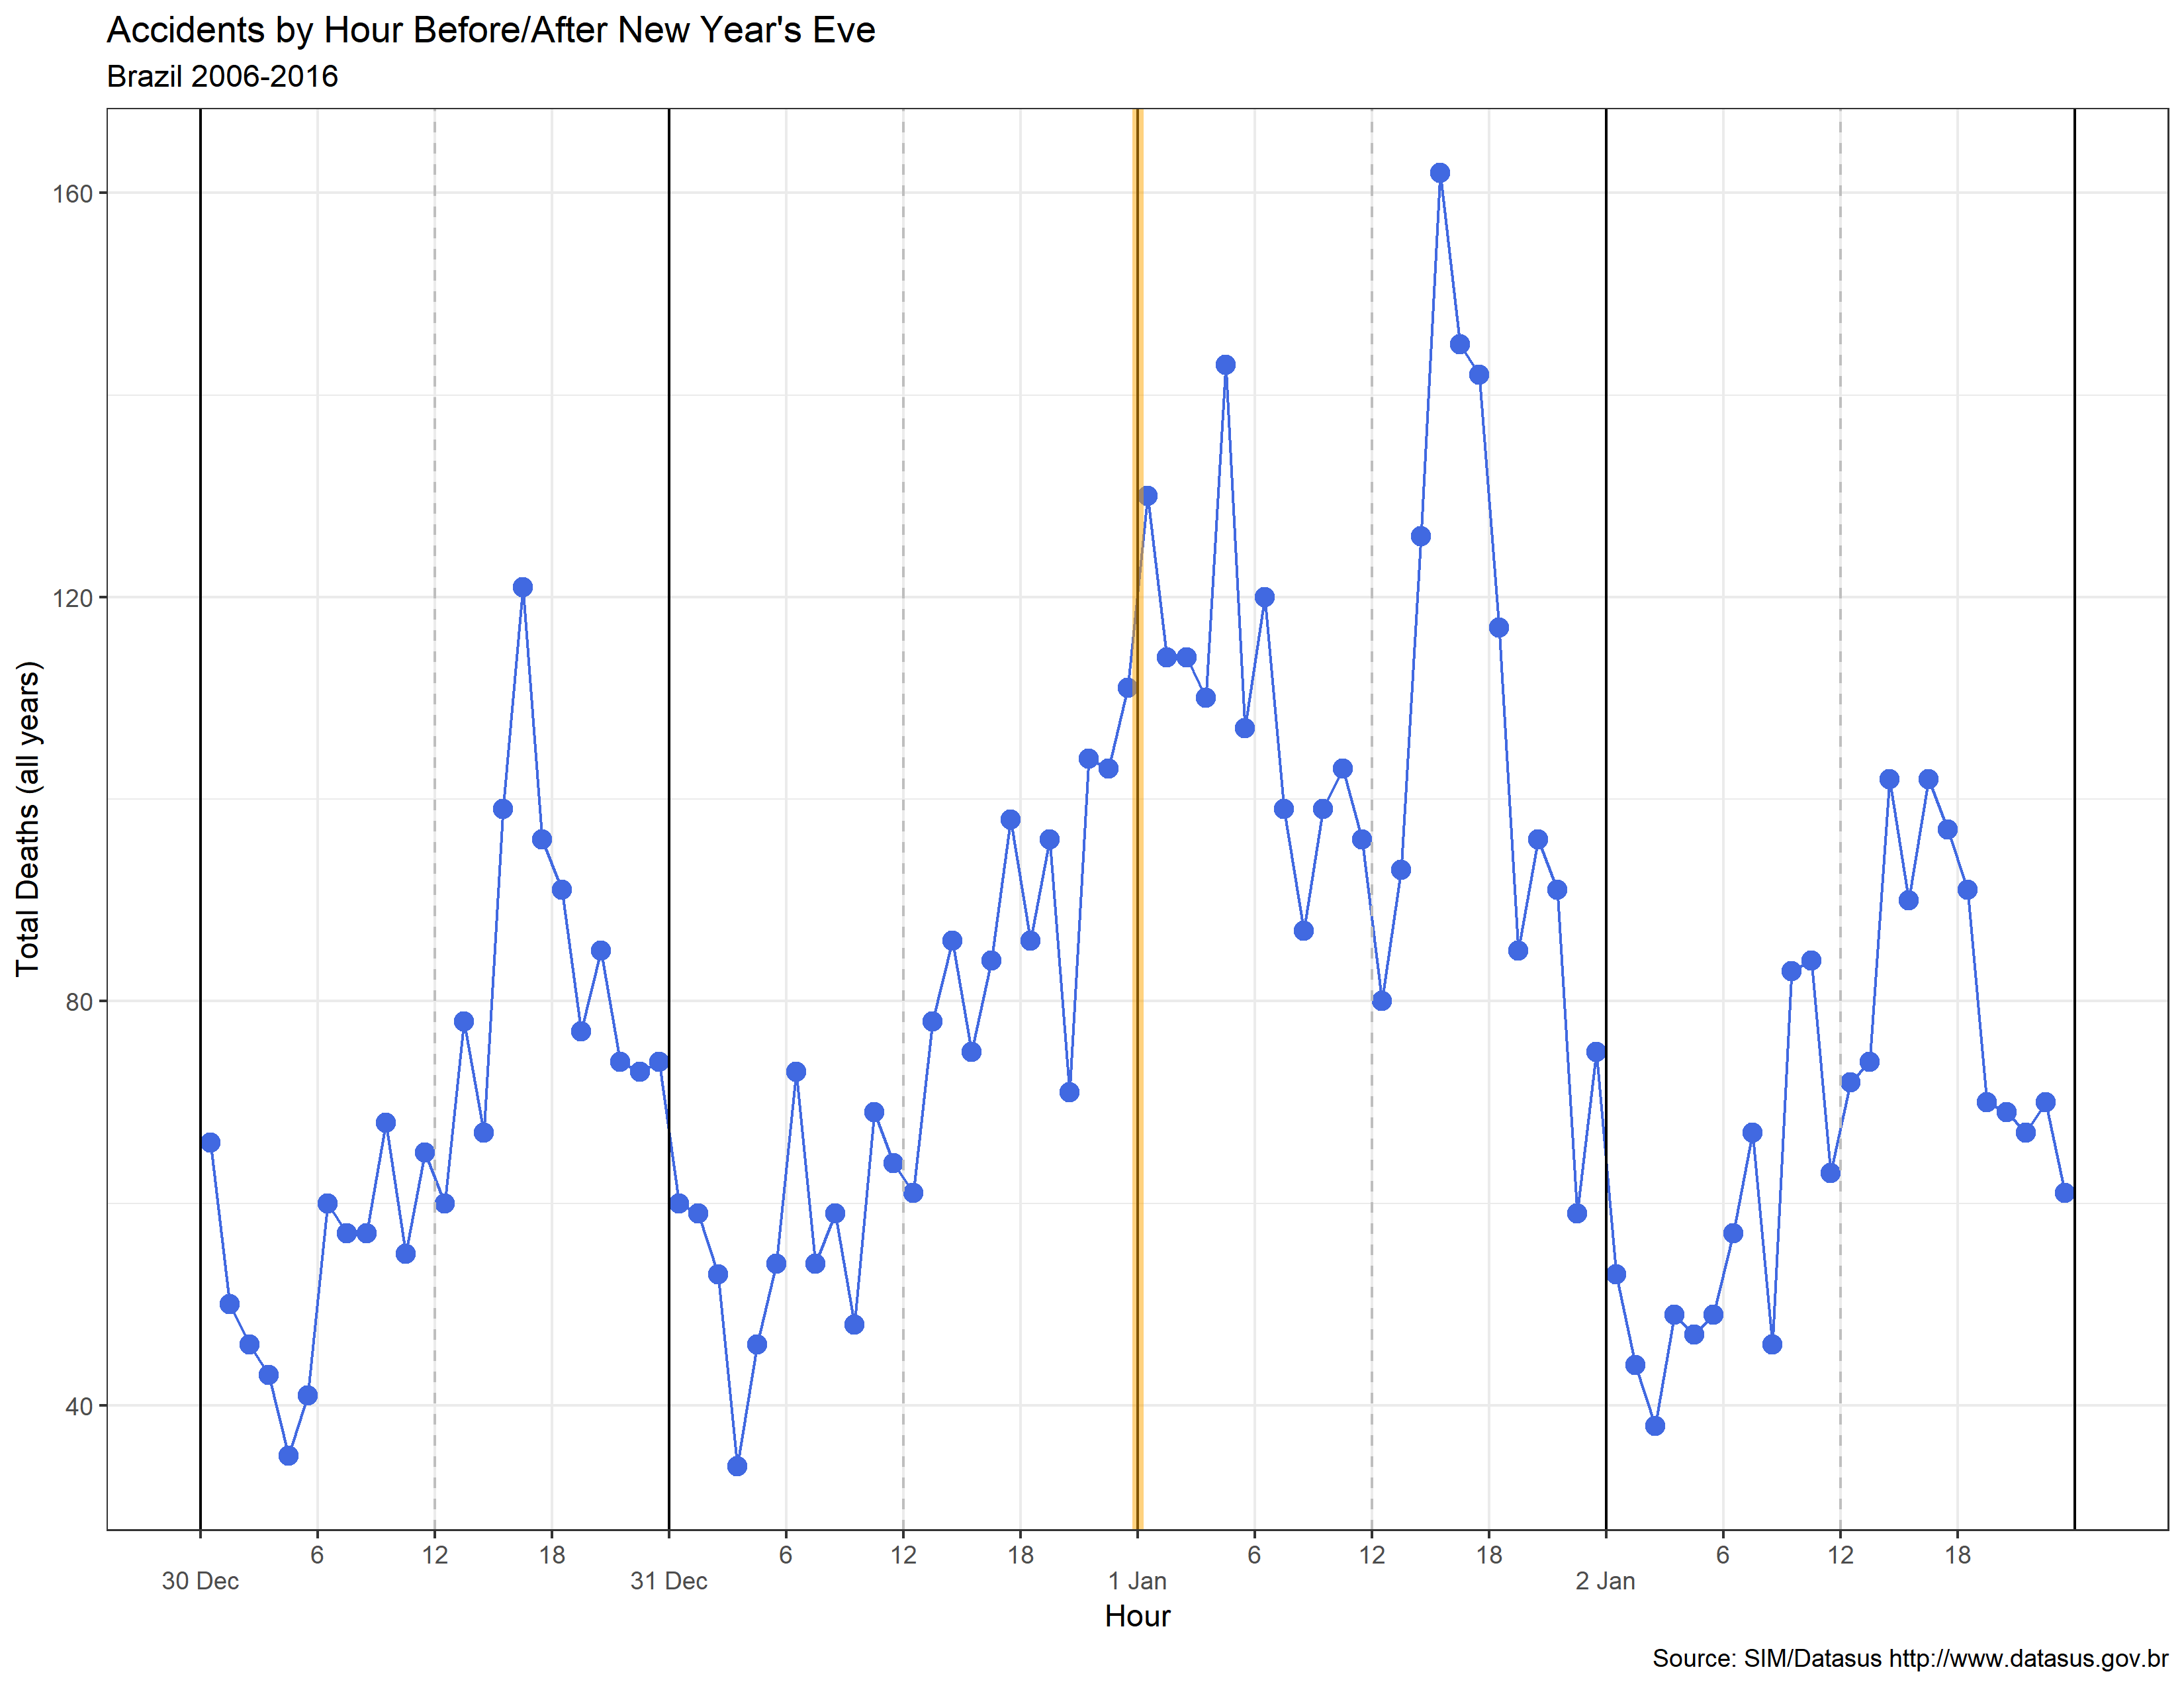 Accidents by Hour Before/After New Year's Eve
Brazil 2006-2016
Total Deaths (all years)
160
120
80
40
6 12 18 6 12 18 6 12 18 6 12 18
30 Dec 31 Dec 1 Jan 2 Jan
Hour
Source: SIM/Datasus http://www.datasus.gov.br